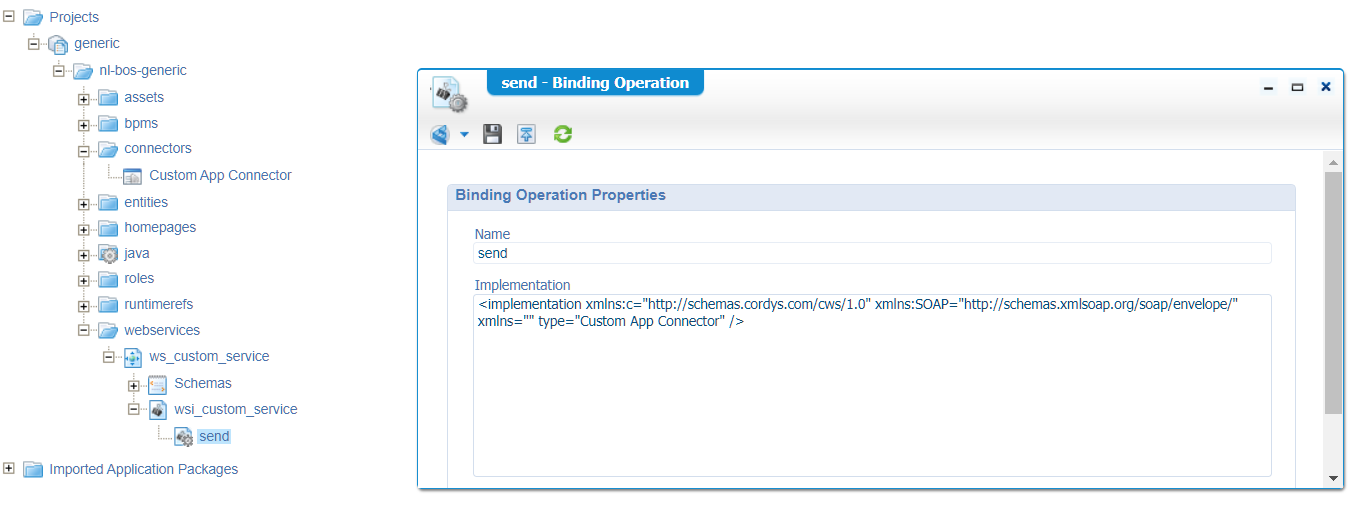 Projects
generic
nl-bos-generic
assets
bpms
connectors
Custom App Connector
entities
homepages
java
roles
runtimerefs
webservices
ws_custom_service
Schemas
wsi_custom_service
send
Imported Application Packages
send - Binding Operation
Binding Operation Properties
Name
send
Implementation
<implementation xmlns:c="http://schemas.cordys.com/cws/1.0" xmlns:SOAP="http://schemas.xmlsoap.org/soap/envelope/"
xmlns="" type="Custom App Connector" />